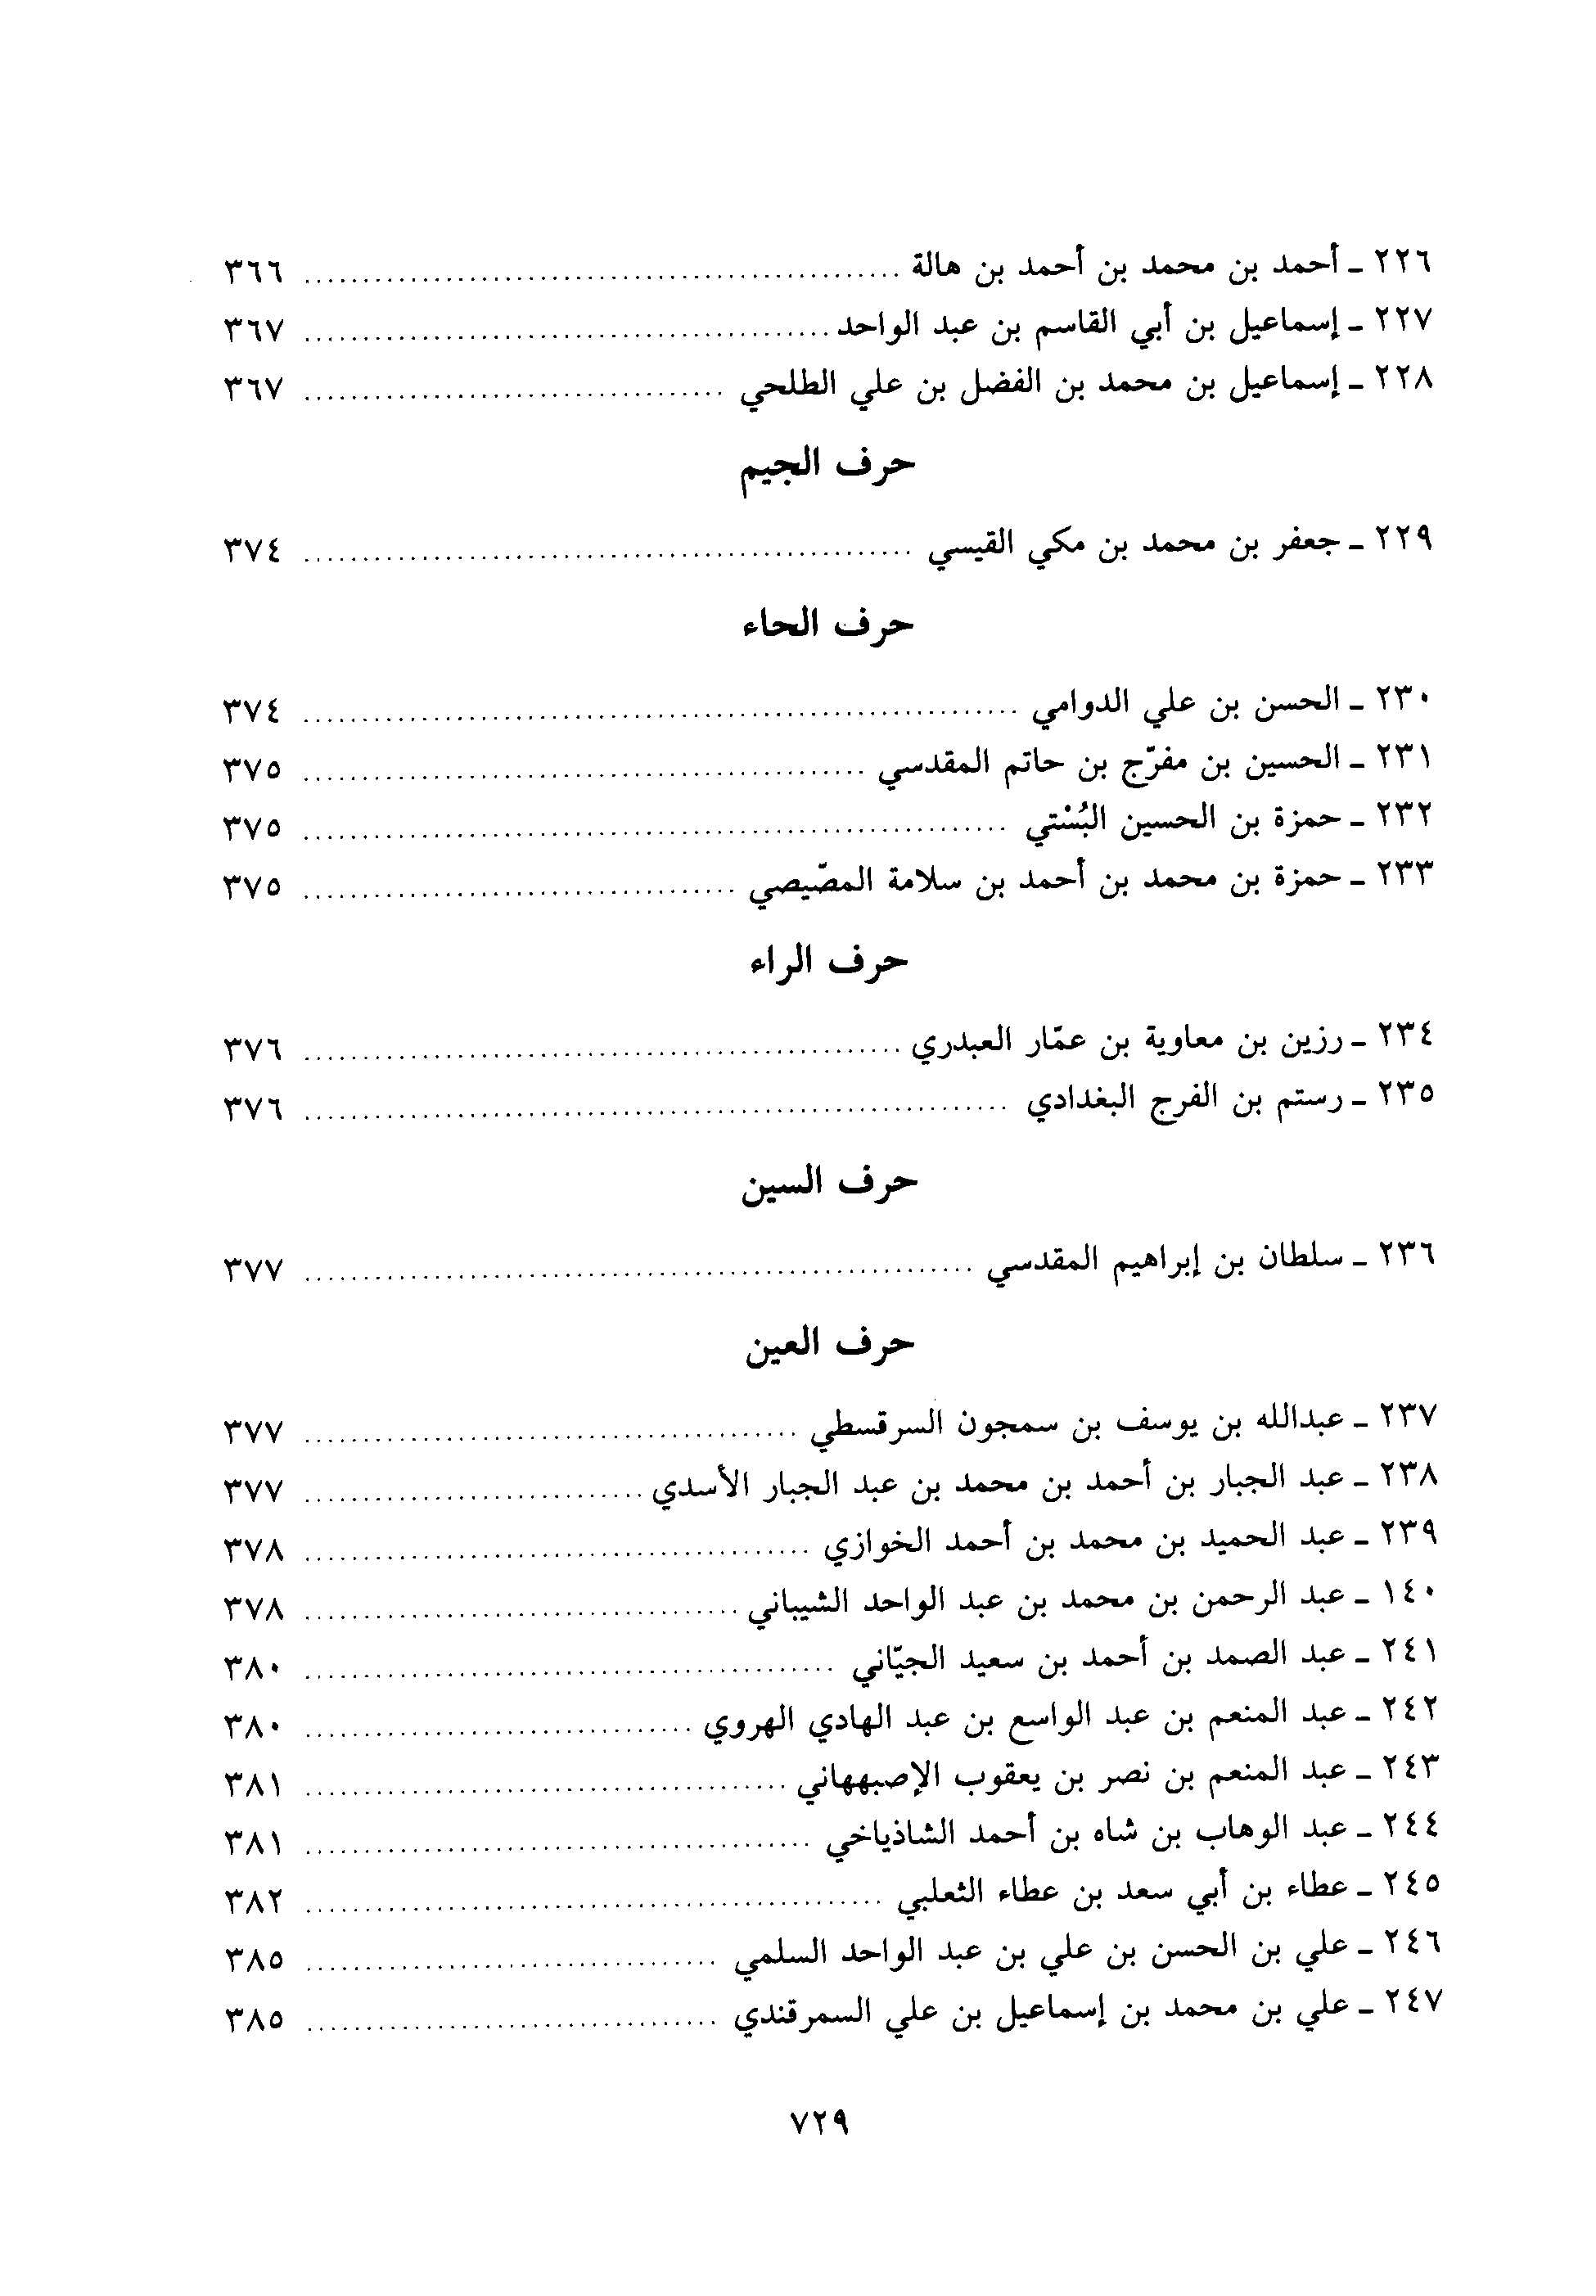 ٢٢٦ ـ أحمد بن محمد بن أحمد بن هالة ........ ٣٦٦
٢٢٧ ـ إسماعيل بن أبي القاسم بن عبد الواحد ........ ٣٦٧
٢٢٨ ـ إسماعيل بن محمد بن الفضل بن علي الطلحي ........ ٣٦٧
حرف الجيم
٢٢٩ ـ جعفر بن محمد بن مكي القيسي ........ ٣٧٤
حرف الحاء
٢٣٠ ـ الحسن بن علي الدوامي ........ ٣٧٤
٢٣١ ـ الحسين بن مفرّج بن حاتم المقدسي ........ ٣٧٥
٢٣٢ ـ حمزة بن الحسين البُسْتي ........ ٣٧٥
٢٣٣ ـ حمزة بن محمد بن أحمد بن سلامة المصّيصي ........ ٣٧٥
حرف الراء
٢٣٤ ـ رزين بن معاوية بن عمّار العبدري ........ ٣٧٦
٢٣٥ ـ رستم بن الفرج البغدادي ........ ٣٧٦
حرف السين
٢٣٦ ـ سلطان بن إبراهيم المقدسي ........ ٣٧٧
حرف العين
٢٣٧ ـ عبدالله بن يوسف بن سمجون السرقسطي ........ ٣٧٧
٢٣٨ ـ عبد الجبار بن أحمد بن محمد بن عبد الجبار الأسدي ........ ٣٧٧
٢٣٩ ـ عبد الحميد بن محمد بن أحمد الخوازي ........ ٣٧٨
١٤٠ ـ عبد الرحمن بن محمد بن عبد الواحد الشيباني ........ ٣٧٨
٢٤١ ـ عبد الصمد بن أحمد بن سعيد الجيّاني ........ ٣٨٠
٢٤٢ ـ عبد المنعم بن عبد الواسع بن عبد الهادي الهروي ........ ٣٨٠
٢٤٣ ـ عبد المنعم بن نصر بن يعقوب الإصبههاني ........ ٣٨١
٢٤٤ ـ عبد الوهاب بن شاه بن أحمد الشاذياخي ........ ٣٨١
٢٤٥ ـ عطاء بن أبي سعد بن عطاء الثعلبي ........ ٣٨٢
٢٤٦ ـ علي بن الحسن بن علي بن عبد الواحد السلمي ........ ٣٨٥
٢٤٧ ـ علي بن محمد بن إسماعيل بن علي السمرقندي ........ ٣٨٥
٧٢٩